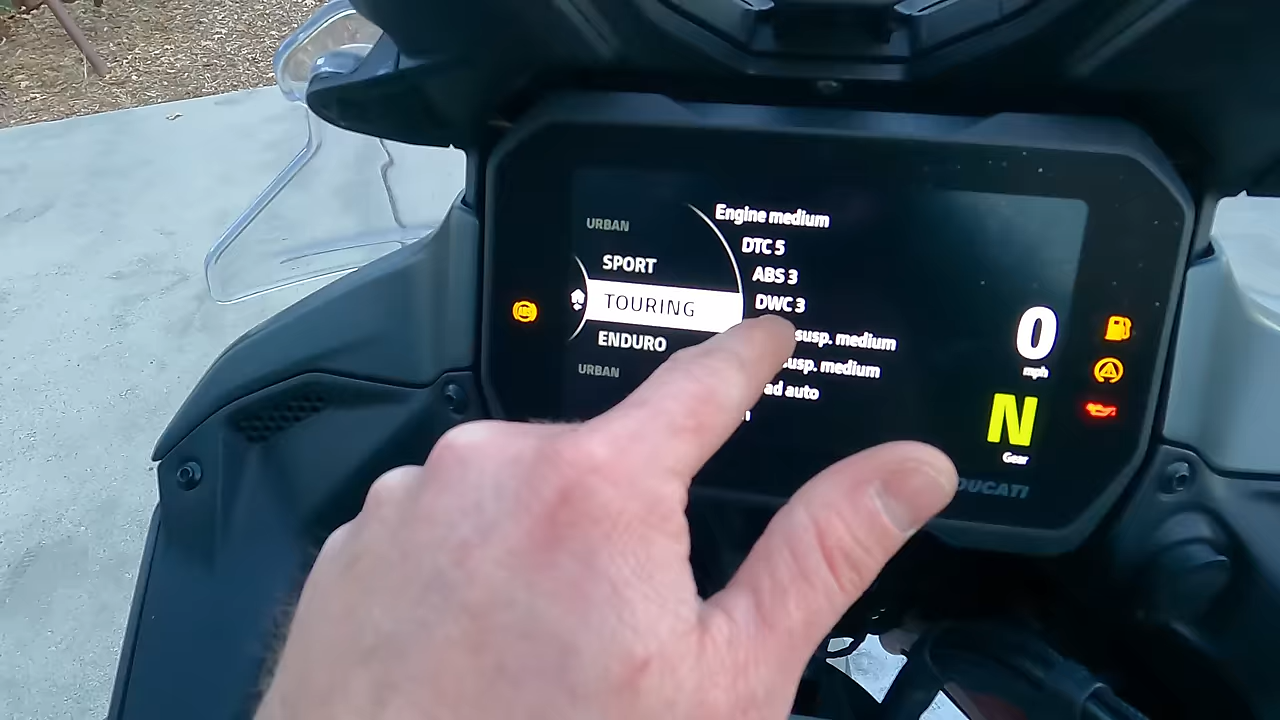 URBAN
SPORT
TOURING
ENDURO
URBAN
Engine medium
DTC 5
ABS 3
DWC 3
susp. medium
susp. medium
auto
0
mph
N
Gear
DUCATI
ABS